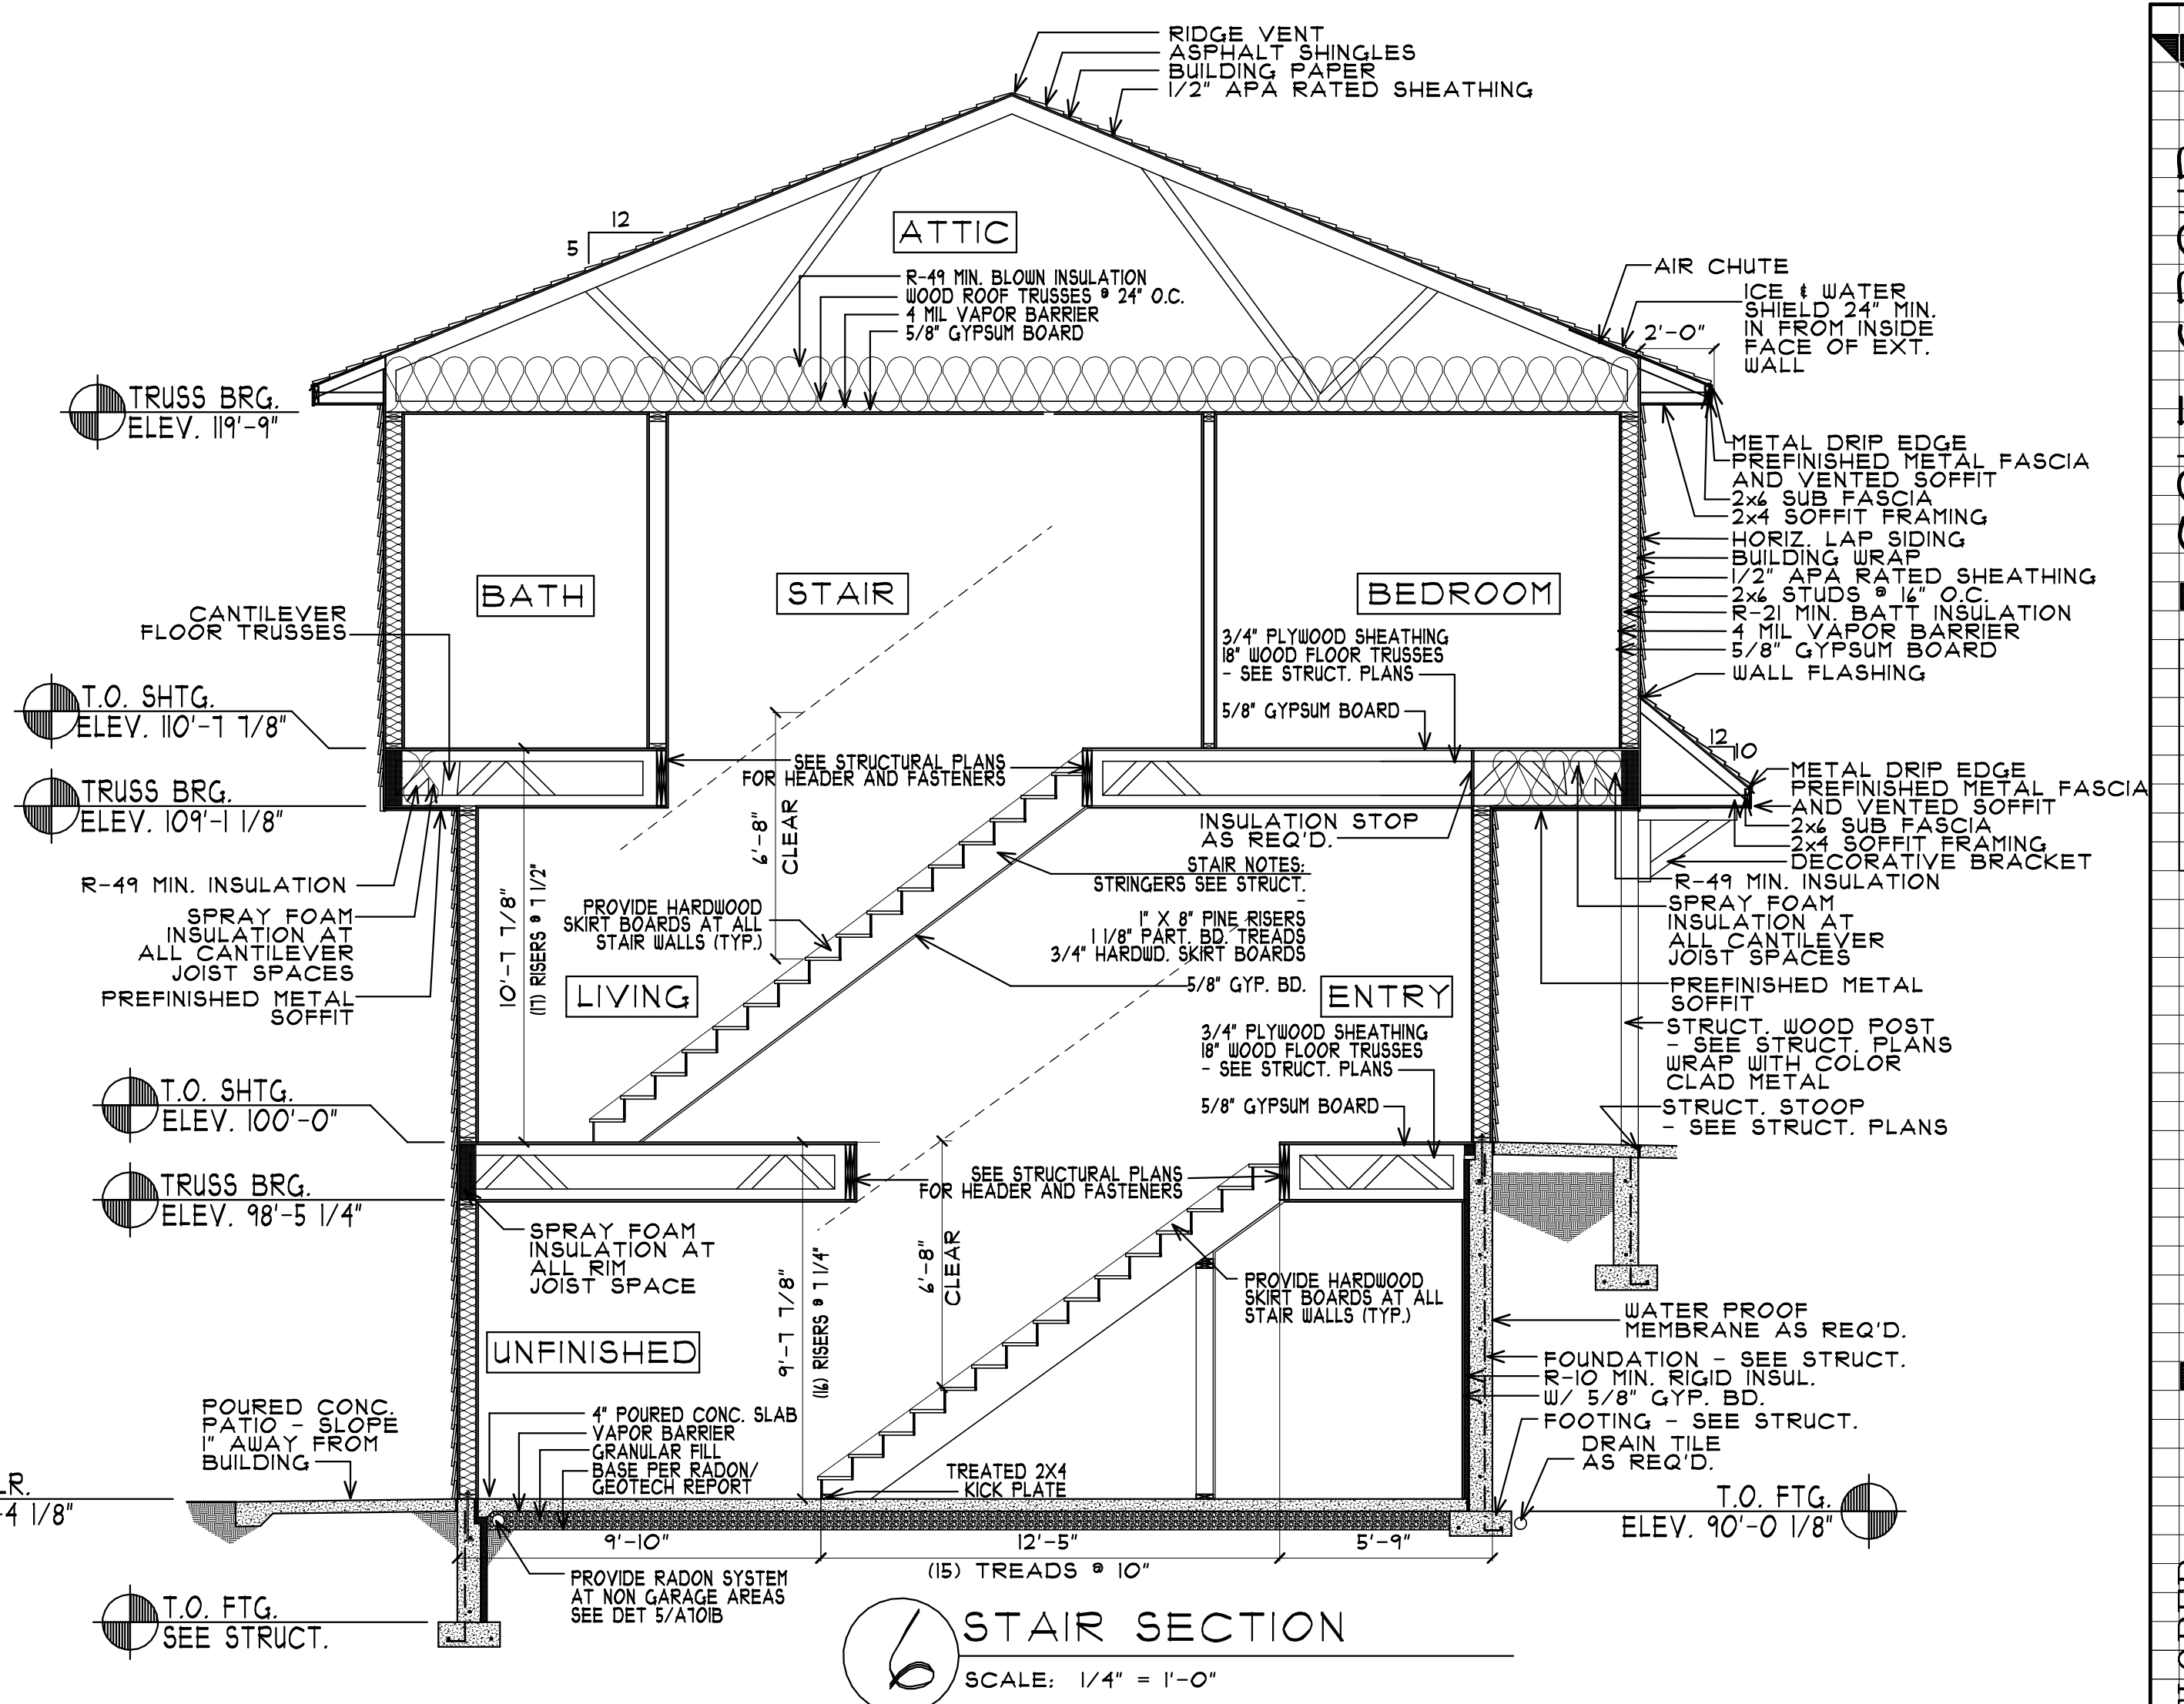 RIDGE VENT
ASPHALT SHINGLES
BUILDING PAPER
1/2" APA RATED SHEATHING
12
5
ATTIC
R-49 MIN. BLOWN INSULATION
WOOD ROOF TRUSSES @ 24" O.C.
4 MIL VAPOR BARRIER
5/8" GYPSUM BOARD
AIR CHUTE
ICE & WATER
SHIELD 24" MIN.
IN FROM INSIDE
FACE OF EXT.
WALL
2'-0"
TRUSS BRG.
ELEV. 119'-9"
METAL DRIP EDGE
PREFINISHED METAL FASCIA
AND VENTED SOFFIT
2x6 SUB FASCIA
2x4 SOFFIT FRAMING
HORIZ. LAP SIDING
BUILDING WRAP
1/2" APA RATED SHEATHING
2x6 STUDS @ 16" O.C.
R-21 MIN. BATT INSULATION
4 MIL VAPOR BARRIER
5/8" GYPSUM BOARD
WALL FLASHING
BATH
STAIR
BEDROOM
CANTILEVER
FLOOR TRUSSES
3/4" PLYWOOD SHEATHING
18" WOOD FLOOR TRUSSES
- SEE STRUCT. PLANS
5/8" GYPSUM BOARD
T.O. SHTG.
ELEV. 110'-7 7/8"
12
10
SEE STRUCTURAL PLANS
FOR HEADER AND FASTENERS
TRUSS BRG.
ELEV. 109'-1 1/8"
METAL DRIP EDGE
PREFINISHED METAL FASCIA
AND VENTED SOFFIT
2x6 SUB FASCIA
2x4 SOFFIT FRAMING
DECORATIVE BRACKET
6'-8"
CLEAR
INSULATION STOP
AS REQ'D.
STAIR NOTES:
STRINGERS SEE STRUCT.
-
1" X 8" PINE RISERS
1 1/8" PART. BD. TREADS
3/4" HARDWD. SKIRT BOARDS
5/8" GYP. BD.
R-49 MIN. INSULATION
SPRAY FOAM
INSULATION AT
ALL CANTILEVER
JOIST SPACES
PREFINISHED METAL
SOFFIT
10'-7 7/8"
(17) RISERS @ 7 1/2"
PROVIDE HARDWOOD
SKIRT BOARDS AT ALL
STAIR WALLS (TYP.)
R-49 MIN. INSULATION
SPRAY FOAM
INSULATION AT
ALL CANTILEVER
JOIST SPACES
PREFINISHED METAL
SOFFIT
STRUCT. WOOD POST
- SEE STRUCT. PLANS
WRAP WITH COLOR
CLAD METAL
STRUCT. STOOP
- SEE STRUCT. PLANS
LIVING
ENTRY
3/4" PLYWOOD SHEATHING
18" WOOD FLOOR TRUSSES
- SEE STRUCT. PLANS
5/8" GYPSUM BOARD
T.O. SHTG.
ELEV. 100'-0"
TRUSS BRG.
ELEV. 98'-5 1/4"
SEE STRUCTURAL PLANS
FOR HEADER AND FASTENERS
SPRAY FOAM
INSULATION AT
ALL RIM
JOIST SPACE
9'-7 7/8"
(16) RISERS @ 7 1/4"
6'-8"
CLEAR
PROVIDE HARDWOOD
SKIRT BOARDS AT ALL
STAIR WALLS (TYP.)
UNFINISHED
WATER PROOF
MEMBRANE AS REQ'D.
FOUNDATION - SEE STRUCT.
R-10 MIN. RIGID INSUL.
W/ 5/8" GYP. BD.
FOOTING - SEE STRUCT.
DRAIN TILE
AS REQ'D.
POURED CONC.
PATIO - SLOPE
1" AWAY FROM
BUILDING
4" POURED CONC. SLAB
VAPOR BARRIER
GRANULAR FILL
BASE PER RADON/
GEOTECH REPORT
TREATED 2X4
KICK PLATE
LR.
-4 1/8"
T.O. FTG.
ELEV. 90'-0 1/8"
9'-10"
12'-5"
5'-9"
(15) TREADS @ 10"
PROVIDE RADON SYSTEM
AT NON GARAGE AREAS
SEE DET 5/A701B
T.O. FTG.
SEE STRUCT.
6
STAIR SECTION
SCALE: 1/4" = 1'-0"